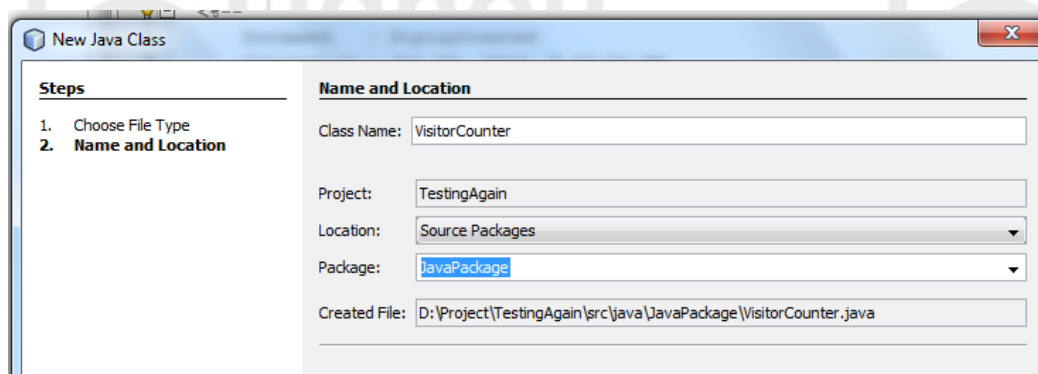 <%--
New Java Class
Steps
1. Choose File Type
2. Name and Location
Name and Location
Class Name: VisitorCounter
Project: TestingAgain
Location: Source Packages
Package: JavaPackage
Created File: D:\Project\TestingAgain\src\java\JavaPackage\VisitorCounter.java